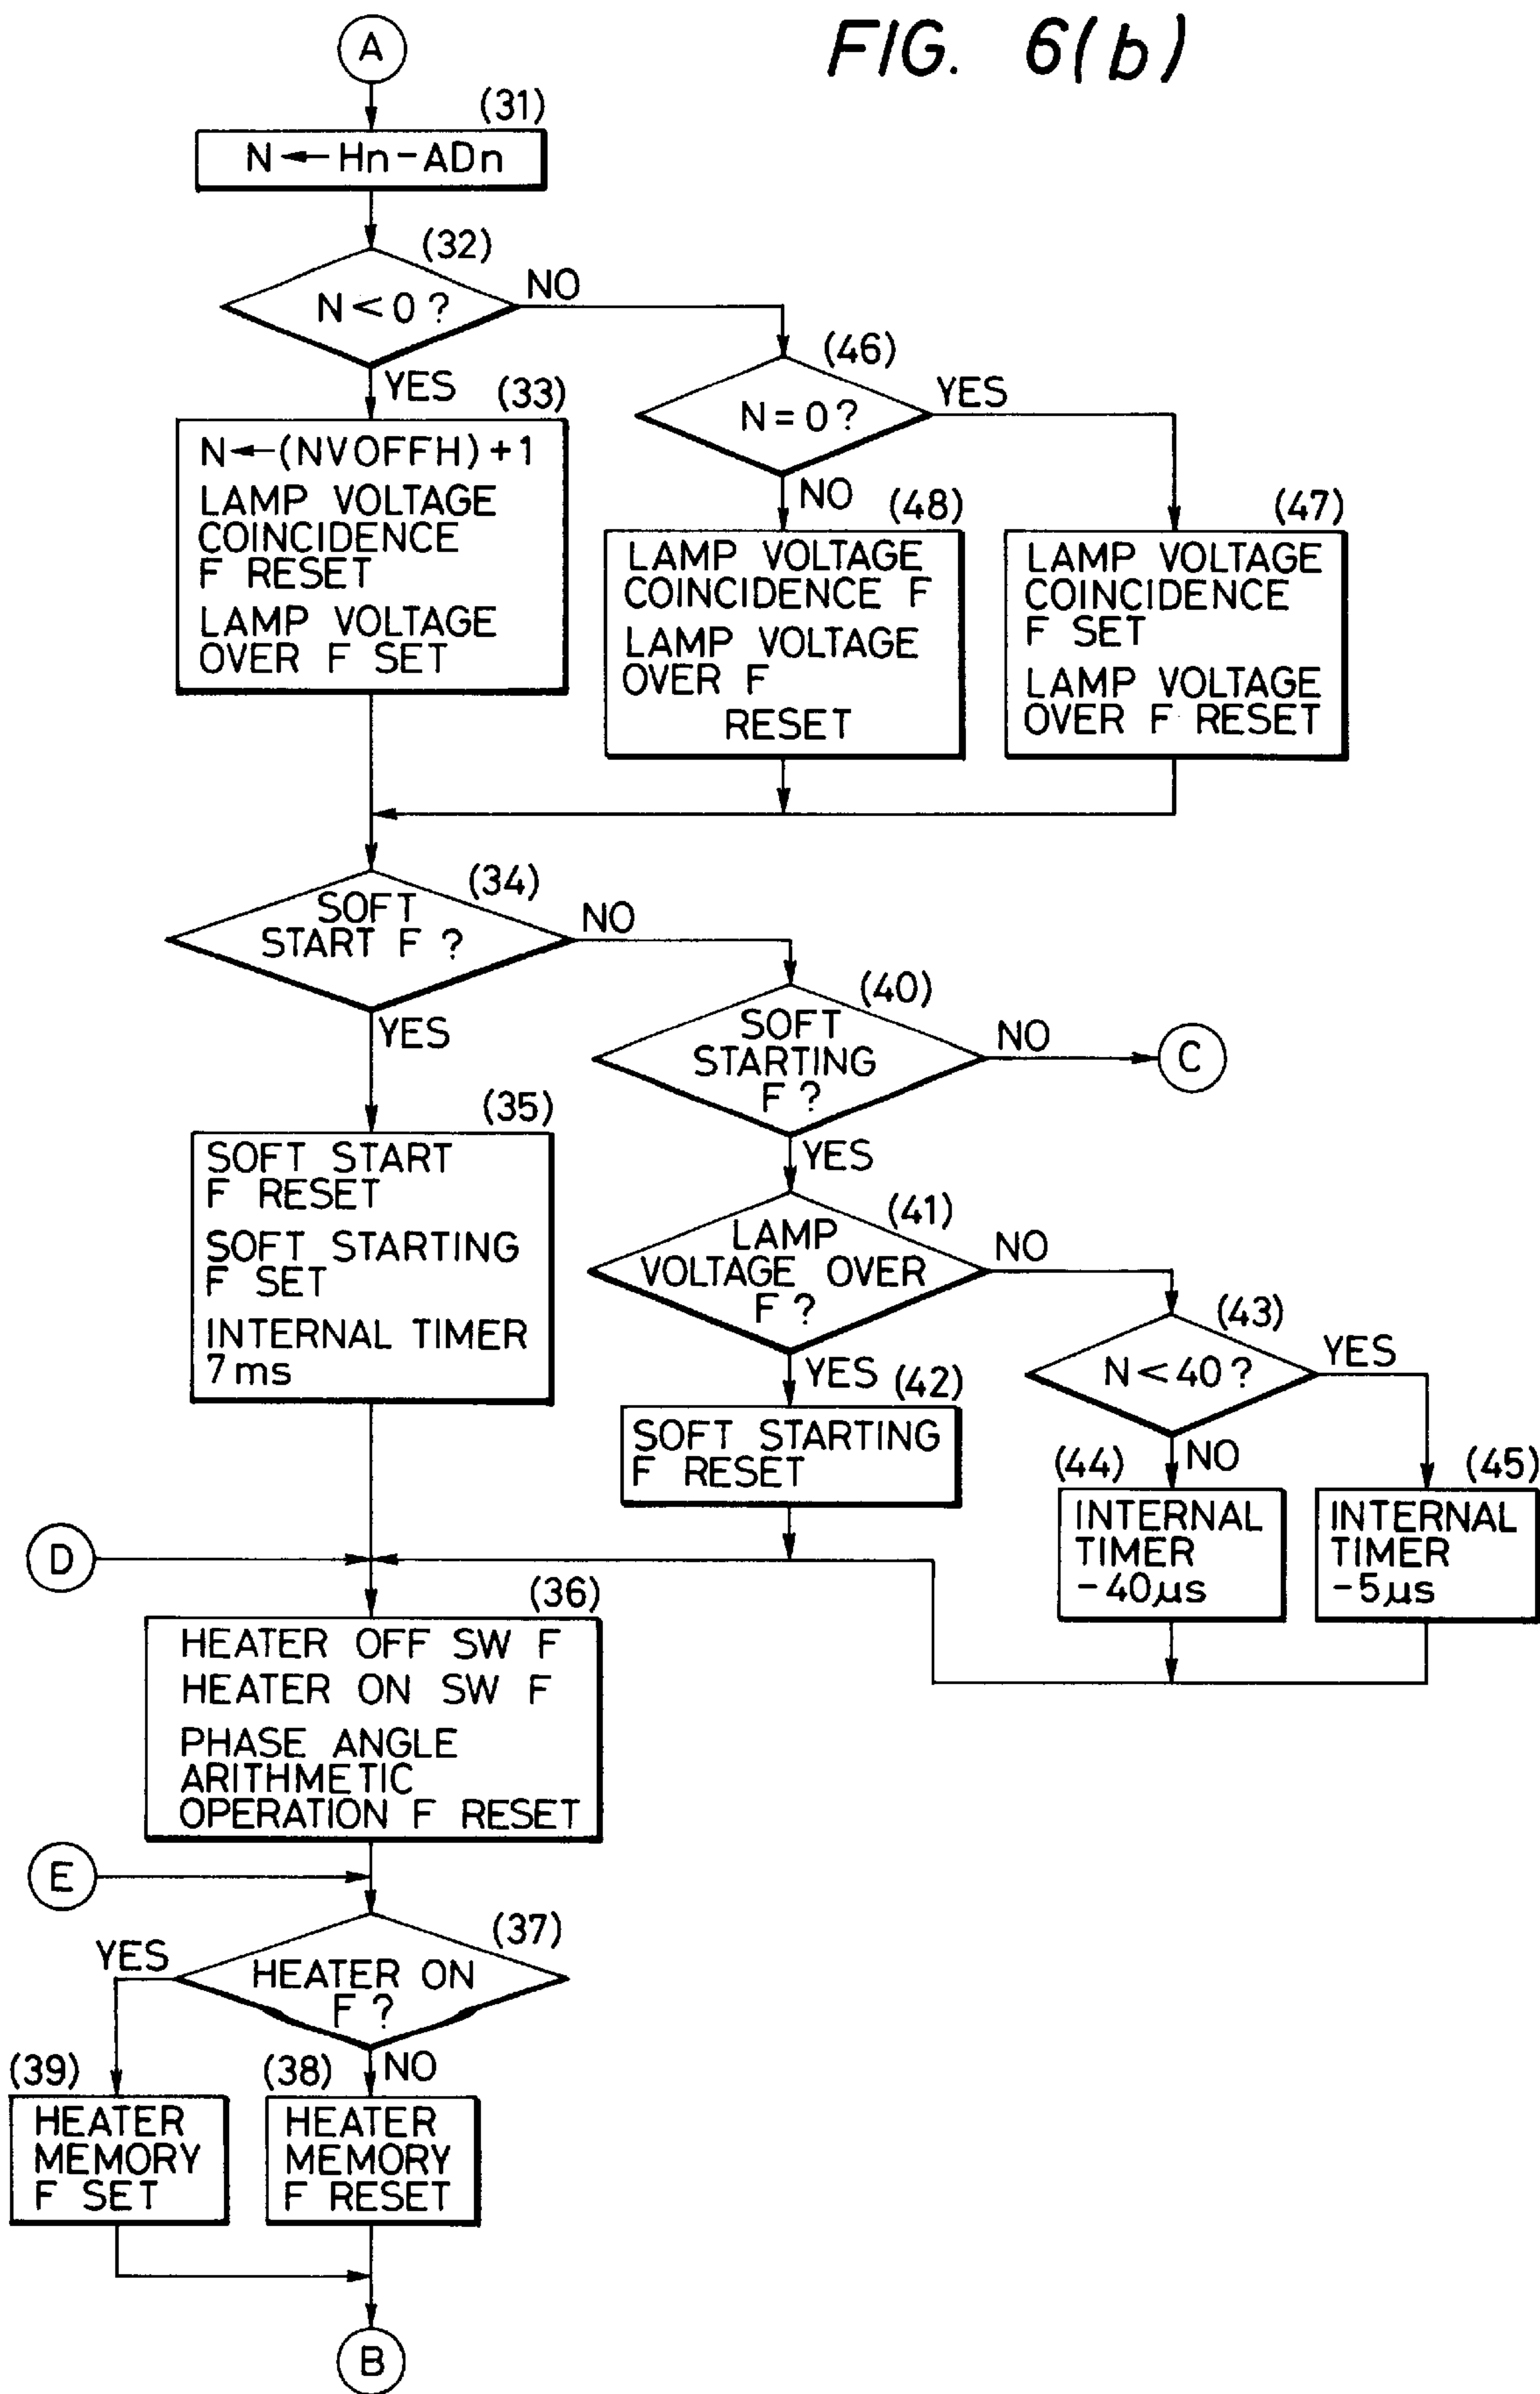 FIG. 6(b)
A
(31)
N←Hn-ADn
(32)
N<0?
NO
YES
(46)
N=0?
YES
NO
(33)
N←(NVOFFH)+1
LAMP VOLTAGE
COINCIDENCE
F RESET
LAMP VOLTAGE
OVER F SET
(48)
LAMP VOLTAGE
COINCIDENCE F
LAMP VOLTAGE
OVER F
RESET
(47)
LAMP VOLTAGE
COINCIDENCE
F SET
LAMP VOLTAGE
OVER F RESET
(34)
SOFT
START F ?
NO
YES
(40)
SOFT
STARTING
F ?
NO
C
YES
(35)
SOFT START
F RESET
SOFT STARTING
F SET
INTERNAL TIMER
7ms
(41)
LAMP
VOLTAGE OVER
F ?
NO
YES
(43)
N<40?
YES
NO
(42)
SOFT STARTING
F RESET
(44)
INTERNAL
TIMER
-40μs
(45)
INTERNAL
TIMER
-5μs
D
(36)
HEATER OFF SW F
HEATER ON SW F
PHASE ANGLE
ARITHMETIC
OPERATION F RESET
E
(37)
HEATER ON
F ?
YES
NO
(39)
HEATER
MEMORY
F SET
(38)
HEATER
MEMORY
F RESET
B